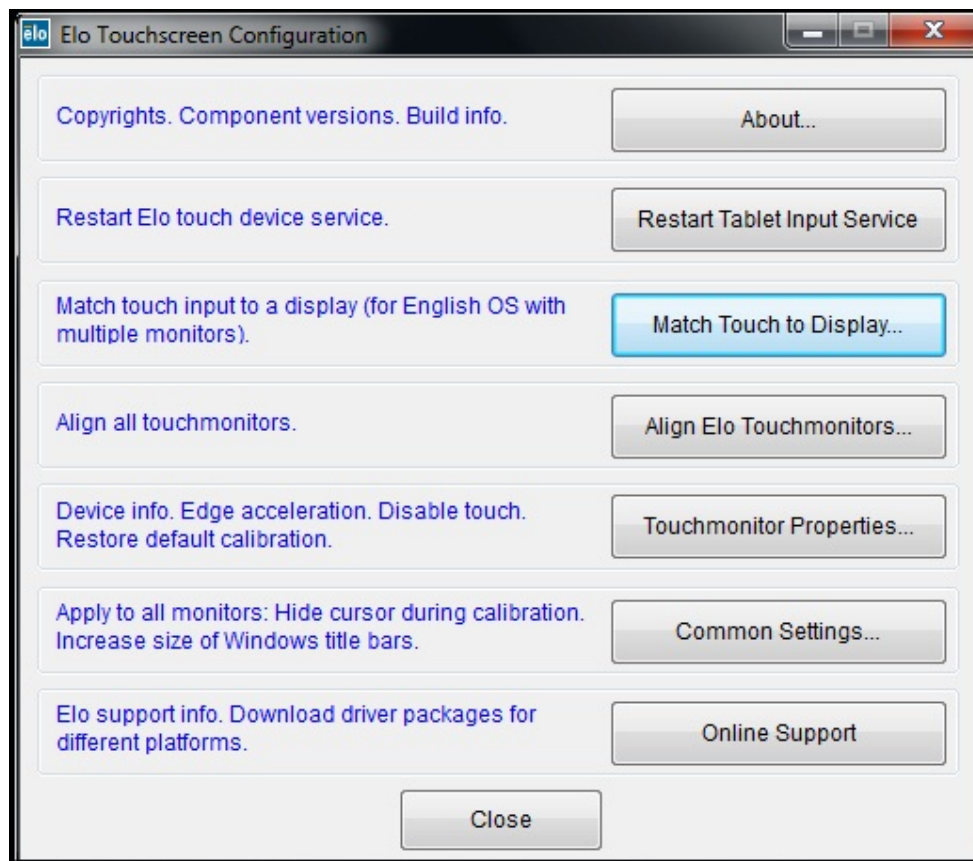 elo Elo Touchscreen Configuration
Copyrights. Component versions. Build info.
About...
Restart Elo touch device service.
Restart Tablet Input Service
Match touch input to a display (for English OS with
multiple monitors).
Match Touch to Display...
Align all touchmonitors.
Align Elo Touchmonitors...
Device info. Edge acceleration. Disable touch.
Restore default calibration.
Touchmonitor Properties...
Apply to all monitors: Hide cursor during calibration.
Increase size of Windows title bars.
Common Settings...
Elo support info. Download driver packages for
different platforms.
Online Support
Close